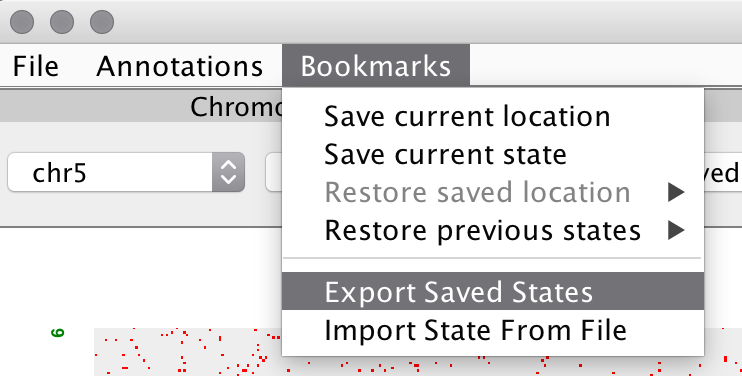 File Annotations Bookmarks
Chromo
Save current location
chr5
Save current state
Restore saved location
Restore previous states
Export Saved States
Import State From File
6